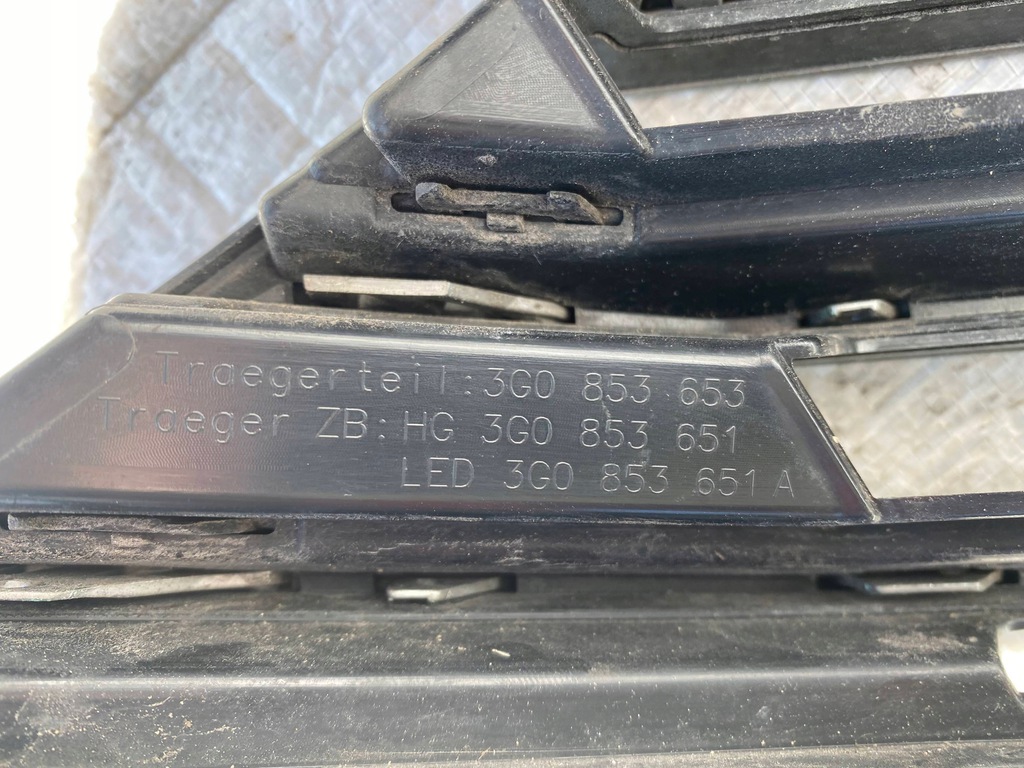 Traegerteil: 3G0 853 653
Traeger ZB: HG 3G0 853 651
LED 3G0 853 651 A